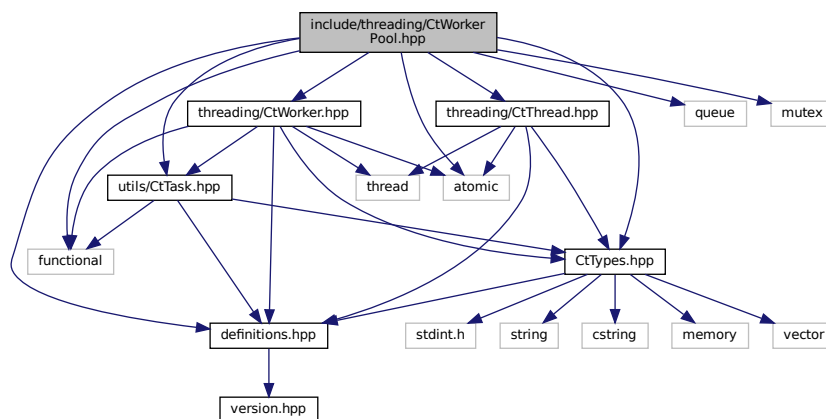 include/threading/CtWorker
Pool.hpp
threading/CtWorker.hpp
threading/CtThread.hpp
queue
mutex
utils/CtTask.hpp
thread
atomic
functional
CtTypes.hpp
definitions.hpp
stdint.h
string
cstring
memory
vector
version.hpp